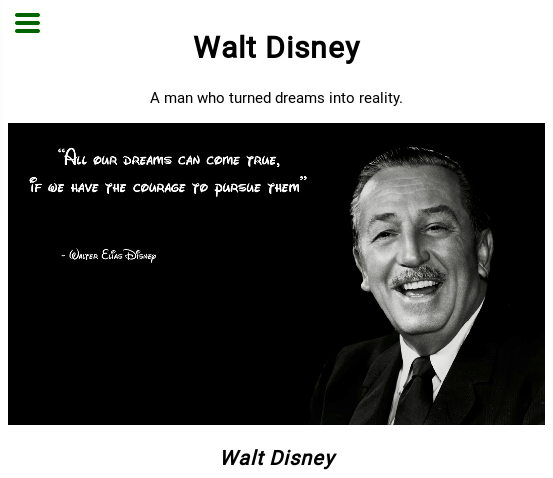 Walt Disney
A man who turned dreams into reality.
“All our dreams can come true,
if we have the courage to pursue them”
- Walter Elias Disney
Walt Disney